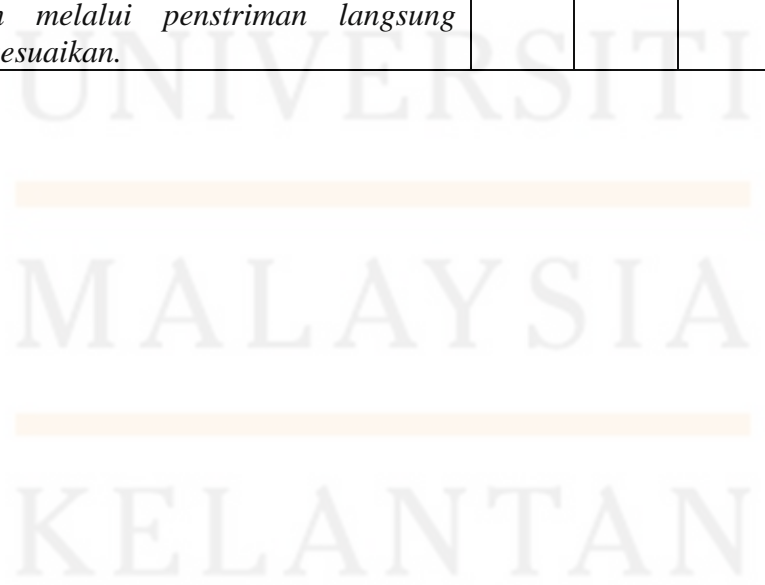 melalui penstriman langsung
esuaikan.
UNIVERSITI
MALAYSIA
KELANTAN